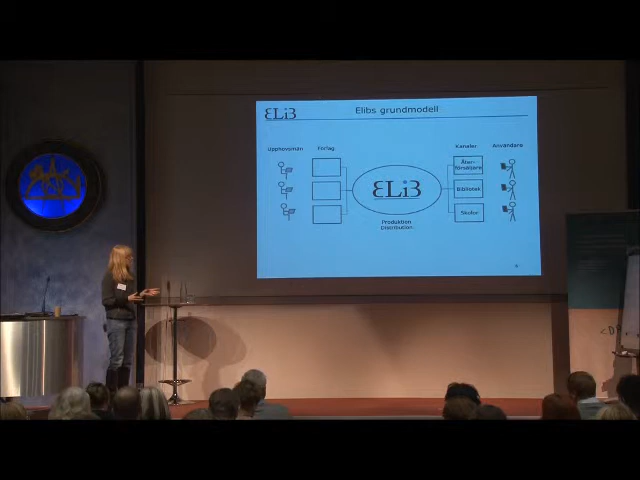 ELiB
Elibs grundmodell
Upphovsmän
Förlag
Kanaler
Användare
Åter-
försäljare
ELiB
Bibliotek
Skolor
Produktion
Distribution